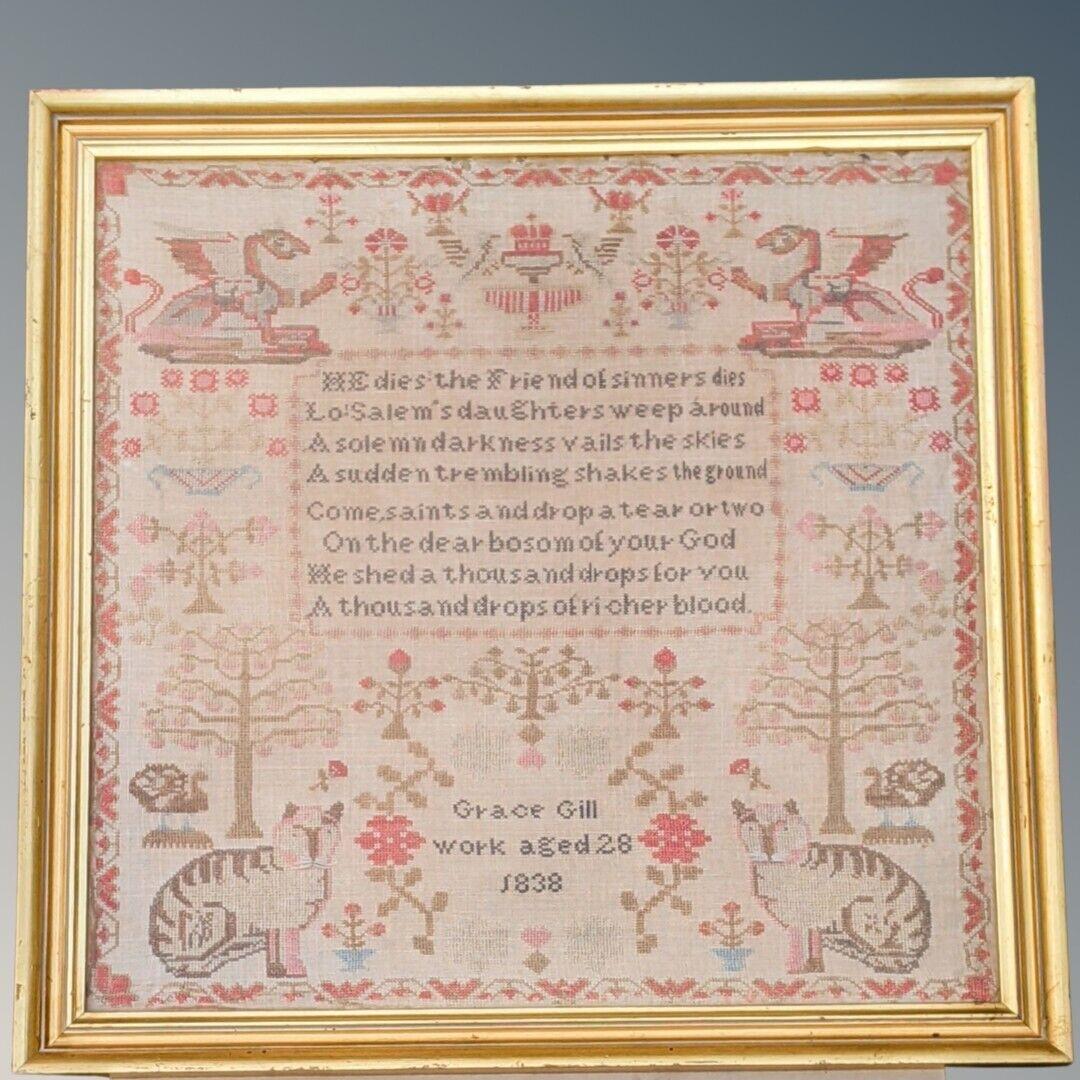 HE dies the Friend of sinners dies
Lo! Salem's daughters weep around
A solemn darkness vails the skies
A sudden trembling shakes the ground
Come, saints and drop a tear or two
On the dear bosom of your God
He shed a thousand drops for you
A thousand drops of richer blood.
Grace Gill
work aged 28
1838